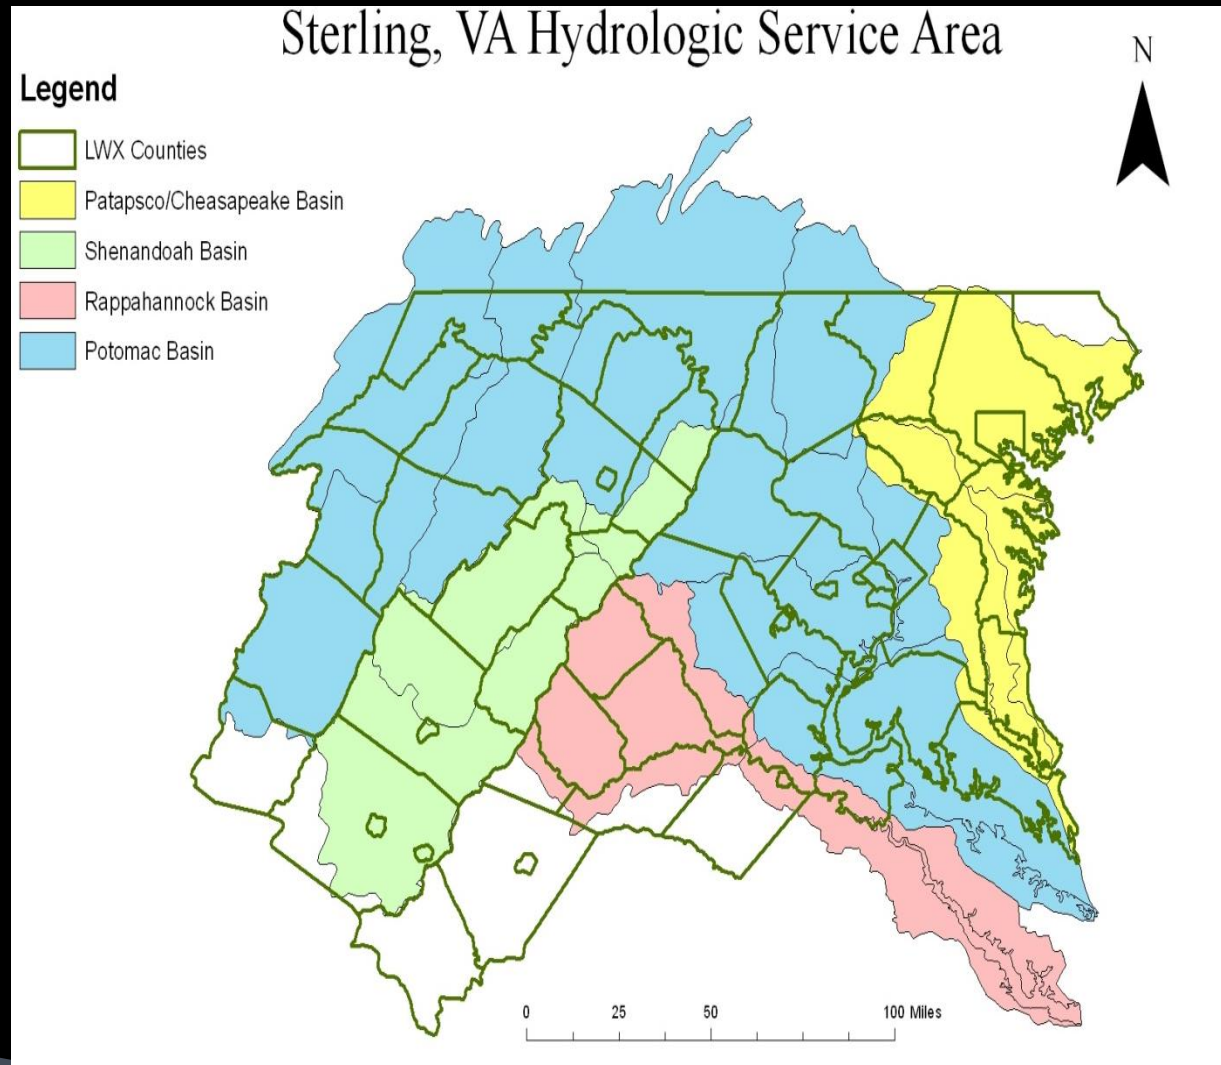 Sterling, VA Hydrologic Service Area
N
Legend
LWX Counties
Patapsco/Cheasapeake Basin
Shenandoah Basin
Rappahannock Basin
Potomac Basin
0 25 50 100 Miles